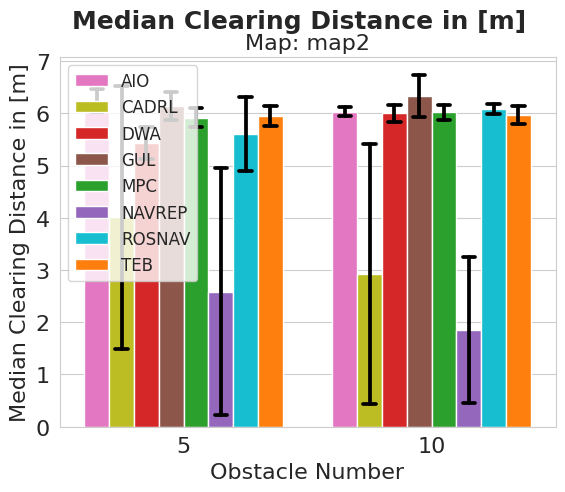 Median Clearing Distance in [m]
Map: map2
Median Clearing Distance in [m]
7
6
5
4
3
2
1
0
AIO
CADRL
DWA
GUL
MPC
NAVREP
ROSNAV
TEB
5
10
Obstacle Number